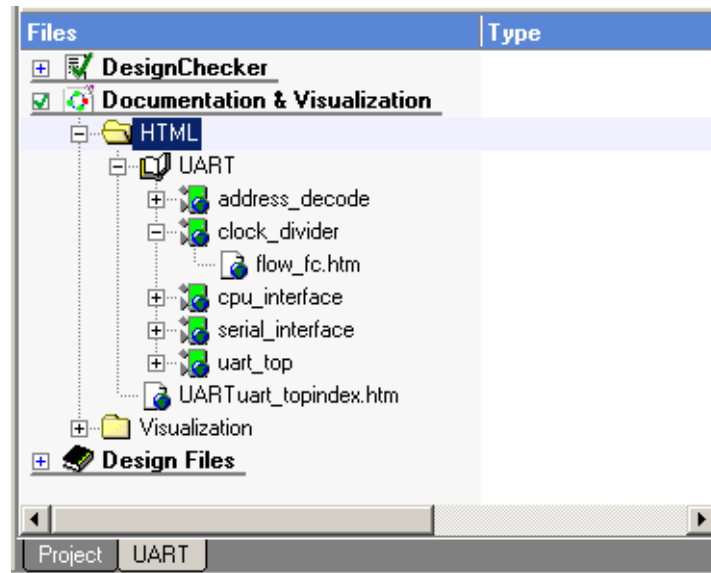 Files Type
DesignChecker
Documentation & Visualization
HTML
UART
address_decode
clock_divider
flow_fc.htm
cpu_interface
serial_interface
uart_top
UARTuart_topindex.htm
Visualization
Design Files
Project UART